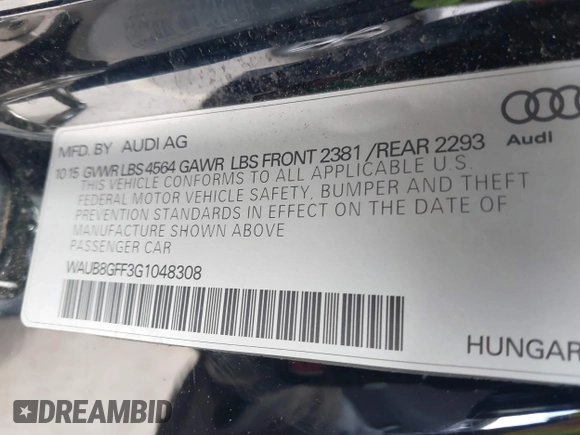 MFD. BY AUDI AG
10 15 GVWR LBS 4564 GAWR LBS FRONT 2381 /REAR 2293
THIS VEHICLE CONFORMS TO ALL APPLICABLE U.S.
FEDERAL MOTOR VEHICLE SAFETY, BUMPER AND THEFT
PREVENTION STANDARDS IN EFFECT ON THE DATE OF
MANUFACTURE SHOWN ABOVE
PASSENGER CAR
WAUB8GFF3G1048308
Audi
HUNGAR
DREAMBID